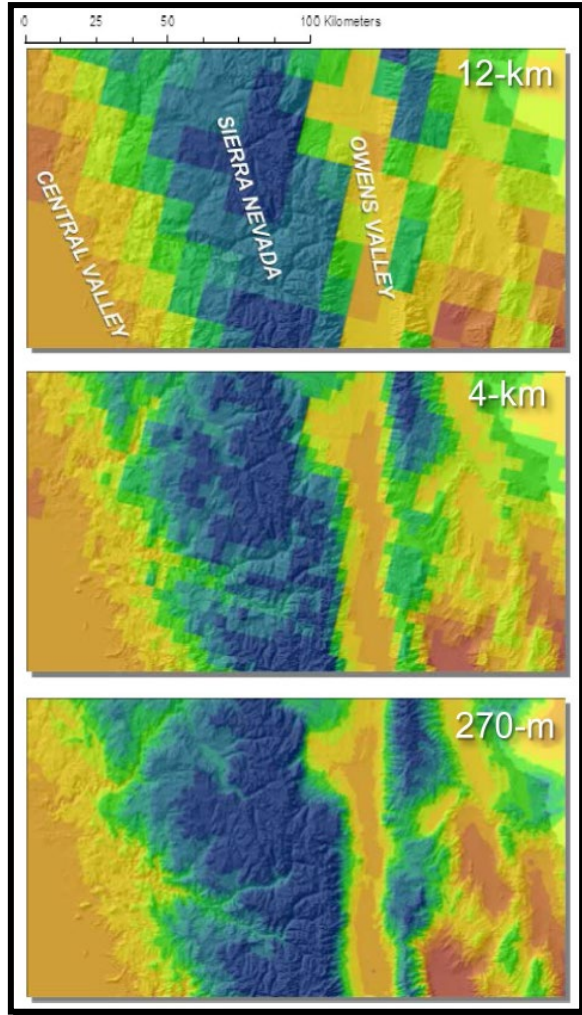 0 25 50 100 Kilometers
12-km
SIERRA NEVADA
OWENS VALLEY
CENTRAL VALLEY
4-km
270-m